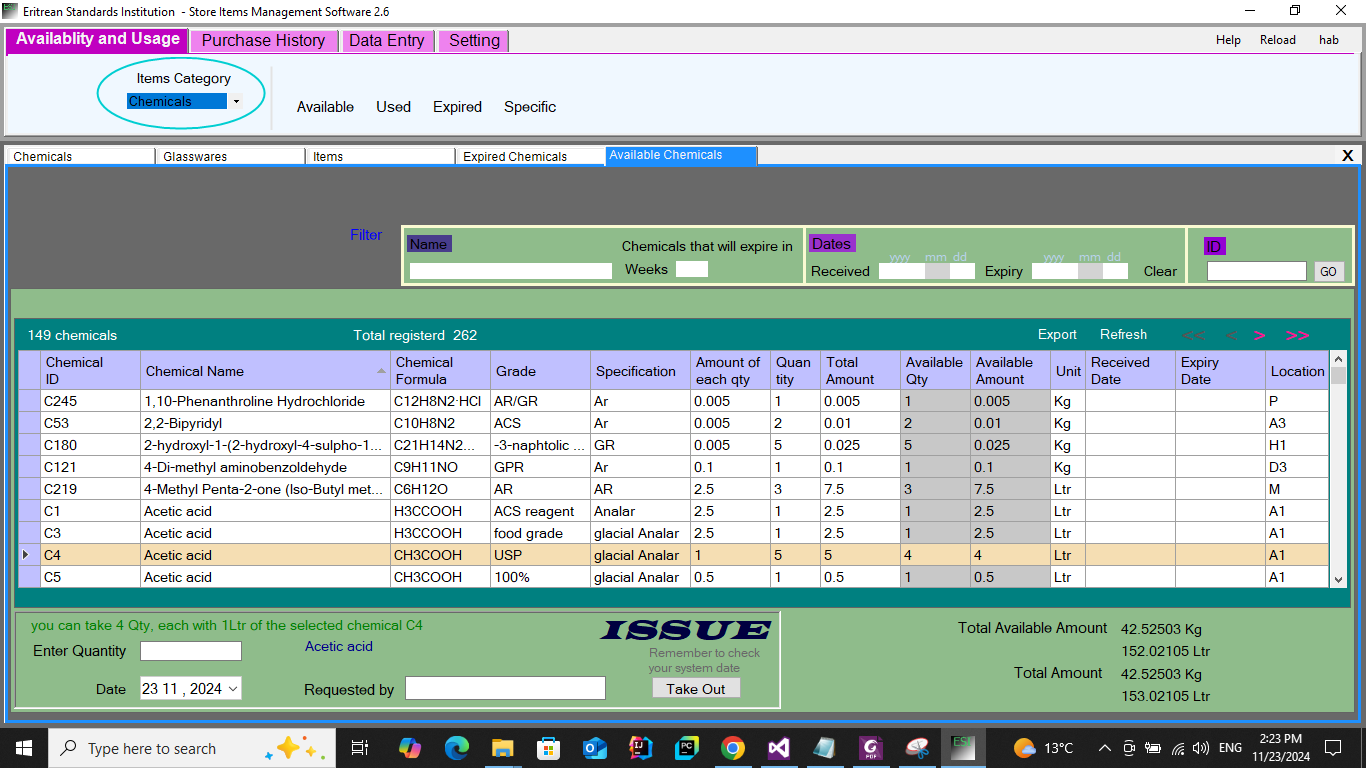 Eritrean Standards Institution - Store Items Management Software 2.6
Availablity and Usage Purchase History Data Entry Setting Help Reload hab
Items Category
Chemicals
Available Used Expired Specific
Chemicals Glasswares Items Expired Chemicals Available Chemicals X
Filter
Name Chemicals that will expire in
Weeks
Dates
yyyy mm dd yyyy mm dd
Received Expiry Clear
ID
GO
149 chemicals Total registerd 262 Export Refresh << < > >>
Chemical ID Chemical Name Chemical Formula Grade Specification Amount of each qty Quan tity Total Amount Available Qty Available Amount Unit Received Date Expiry Date Location
C245 1,10-Phenanthroline Hydrochloride C12H8N2·HCl AR/GR Ar 0.005 1 0.005 1 0.005 Kg P
C53 2,2-Bipyridyl C10H8N2 ACS Ar 0.005 2 0.01 2 0.01 Kg A3
C180 2-hydroxyl-1-(2-hydroxyl-4-sulpho-1... C21H14N2... -3-naphtolic ... GR 0.005 5 0.025 5 0.025 Kg H1
C121 4-Di-methyl aminobenzoldehyde C9H11NO GPR Ar 0.1 1 0.1 1 0.1 Kg D3
C219 4-Methyl Penta-2-one (Iso-Butyl met... C6H12O AR AR 2.5 3 7.5 3 7.5 Ltr M
C1 Acetic acid H3CCOOH ACS reagent Analar 2.5 1 2.5 1 2.5 Ltr A1
C3 Acetic acid H3CCOOH food grade glacial Analar 2.5 1 2.5 1 2.5 Ltr A1
C4 Acetic acid CH3COOH USP glacial Analar 1 5 5 4 4 Ltr A1
C5 Acetic acid CH3COOH 100% glacial Analar 0.5 1 0.5 1 0.5 Ltr A1
you can take 4 Qty, each with 1Ltr of the selected chemical C4
ISSUE
Enter Quantity Acetic acid
Remember to check
your system date
Date 23 11 , 2024 Requested by Take Out
Total Available Amount 42.52503 Kg
152.02105 Ltr
Total Amount 42.52503 Kg
153.02105 Ltr
Type here to search 13°C ENG 2:23 PM
11/23/2024